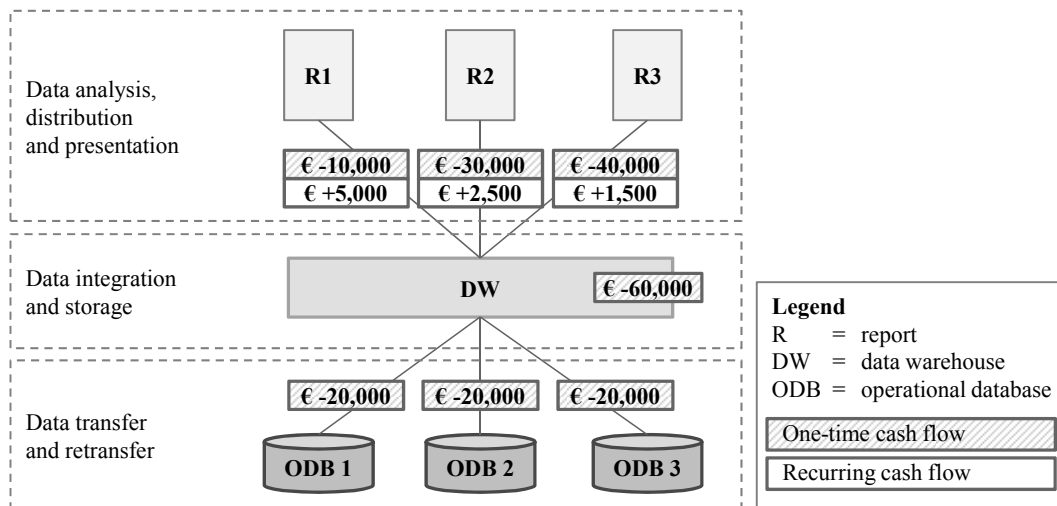 R1 R2 R3
Data analysis,
distribution
and presentation
€ -10,000 € -30,000 € -40,000
€ +5,000 € +2,500 € +1,500
Data integration
and storage
DW
€ -60,000
Data transfer
and retransfer
€ -20,000 € -20,000 € -20,000
ODB 1 ODB 2 ODB 3
Legend
R = report
DW = data warehouse
ODB = operational database
One-time cash flow
Recurring cash flow